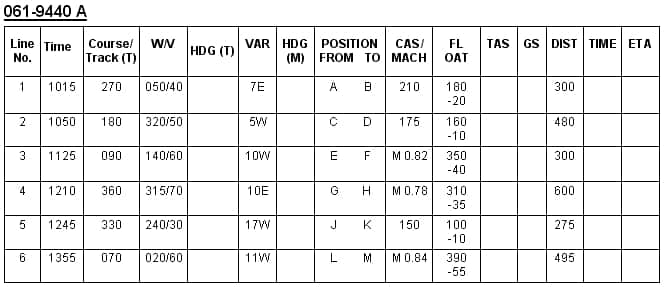 061-9440 A
Line No. Time Course/ Track (T) W/V HDG (T) VAR HDG (M) POSITION FROM TO CAS/ MACH FL OAT TAS GS DIST TIME ETA
1 1015 270 050/40 7E A B 210 180 300
-20
2 1050 180 320/50 5W C D 175 160 480
-10
3 1125 090 140/60 10W E F M 0.82 350 300
-40
4 1210 360 315/70 10E G H M 0.78 310 600
-35
5 1245 330 240/30 17W J K 150 100 275
-10
6 1355 070 020/60 11W L M M 0.84 390 495
-55